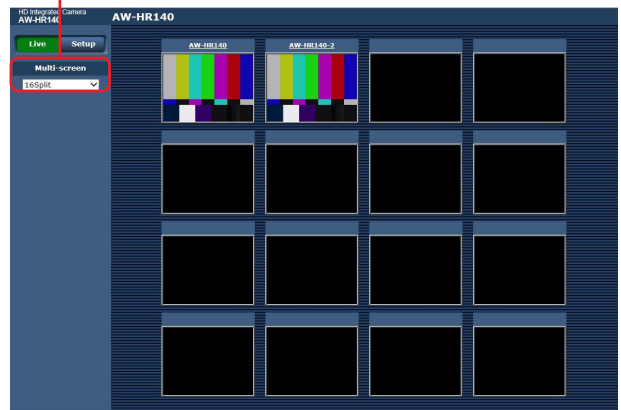 HD Integrated Camera
AW-HR140
AW-HR140
Live
Setup
Multi-screen
16Split
AW-HR140
AW-HR140-2